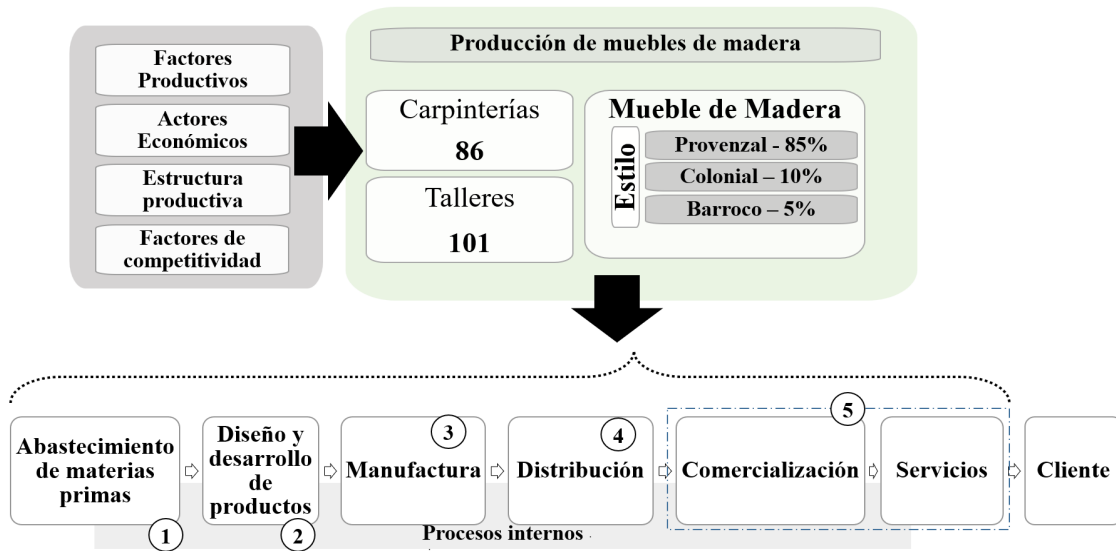 Factores
Productivos
Actores
Económicos
Estructura
productiva
Factores de
competitividad
Producción de muebles de madera
Carpinterías
86
Talleres
101
Mueble de Madera
Estilo
Provenzal - 85%
Colonial – 10%
Barroco – 5%
Abastecimiento
de materias
primas
1
Diseño y
desarrollo
de
productos
2
3
Manufactura
4
Distribución
5
Comercialización
Servicios
Cliente
Procesos internos